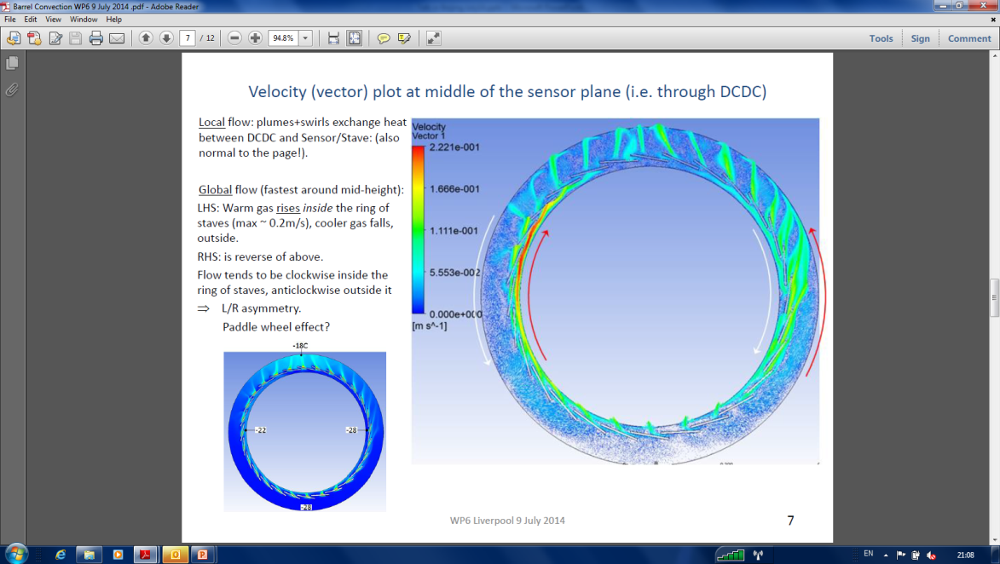 Barrel Convection WP6 9 July 2014 .pdf - Adobe Reader
File Edit View Window Help
7 / 12 94.8% Tools Sign Comment
Velocity (vector) plot at middle of the sensor plane (i.e. through DCDC)
Local flow: plumes+swirls exchange heat
between DCDC and Sensor/Stave: (also
normal to the page!).
Global flow (fastest around mid-height):
LHS: Warm gas rises inside the ring of
staves (max ~ 0.2m/s), cooler gas falls,
outside.
RHS: is reverse of above.
Flow tends to be clockwise inside the
ring of staves, anticlockwise outside it
⇒ L/R asymmetry.
Paddle wheel effect?
Velocity
Vector 1
2.221e-001
1.666e-001
1.111e-001
5.553e-002
0.000e+000
[m s^-1]
-18C
-22
-28
-28
WP6 Liverpool 9 July 2014
7
EN
21:08